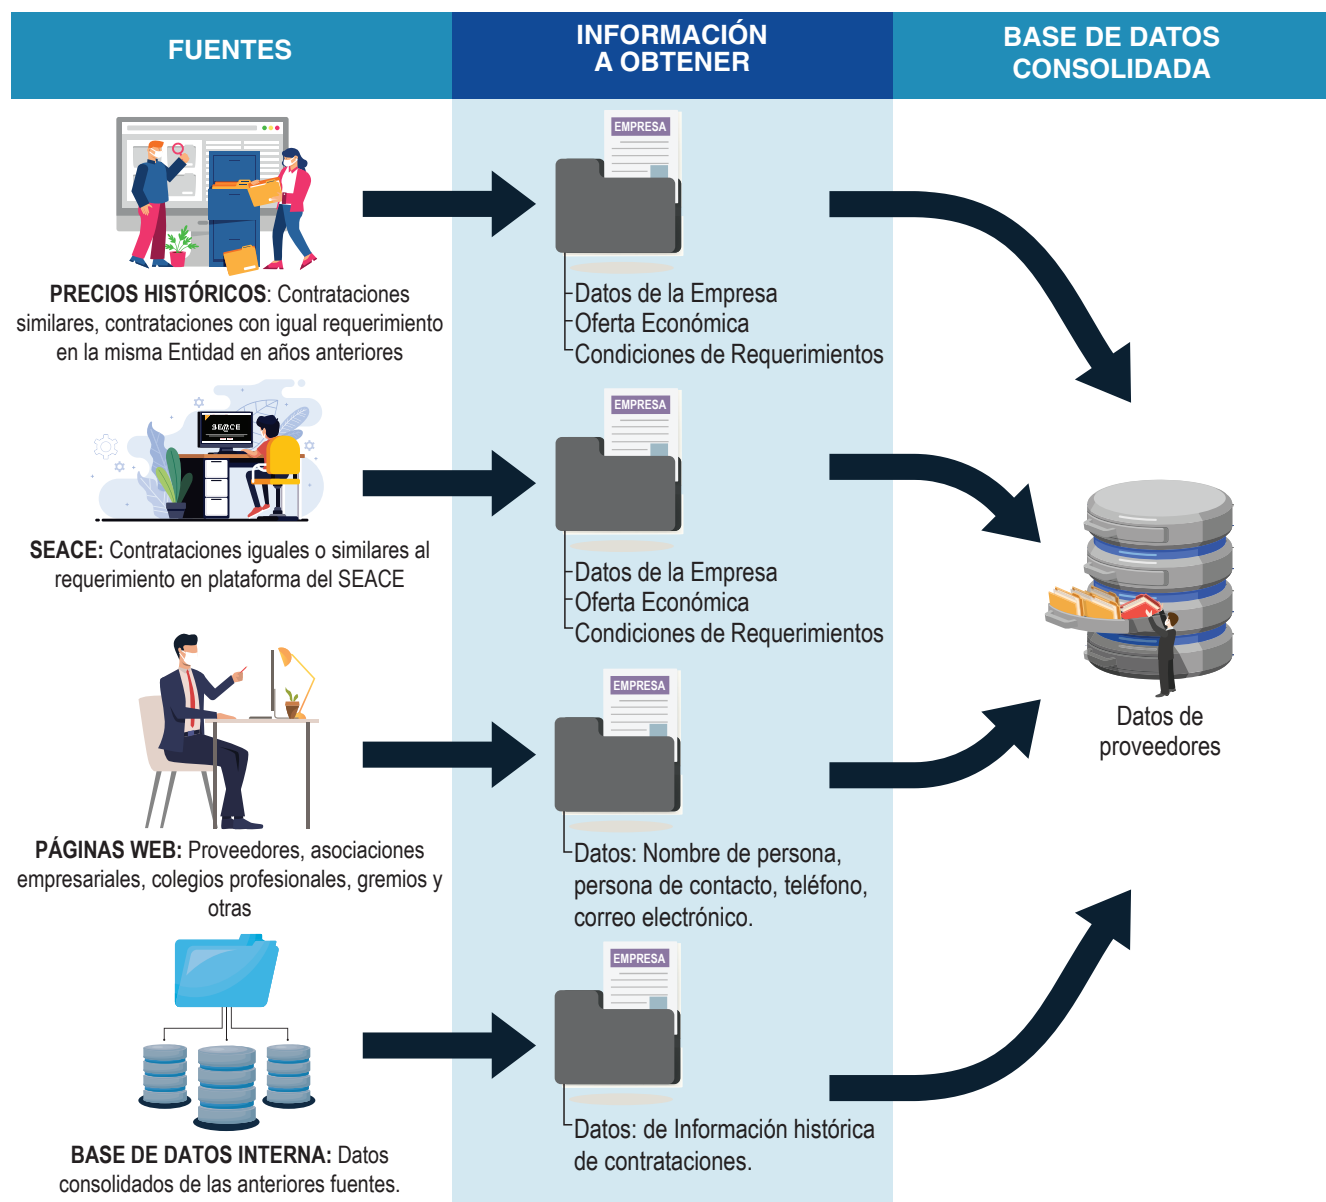 FUENTES
INFORMACIÓN
A OBTENER
BASE DE DATOS
CONSOLIDADA
EMPRESA
PRECIOS HISTÓRICOS: Contrataciones
similares, contrataciones con igual requerimiento
en la misma Entidad en años anteriores
Datos de la Empresa
Oferta Económica
Condiciones de Requerimientos
SE@CE
EMPRESA
SEACE: Contrataciones iguales o similares al
requerimiento en plataforma del SEACE
Datos de la Empresa
Oferta Económica
Condiciones de Requerimientos
EMPRESA
PÁGINAS WEB: Proveedores, asociaciones
empresariales, colegios profesionales, gremios y
otras
Datos: Nombre de persona,
persona de contacto, teléfono,
correo electrónico.
EMPRESA
BASE DE DATOS INTERNA: Datos
consolidados de las anteriores fuentes.
Datos: de Información histórica
de contrataciones.
Datos de
proveedores